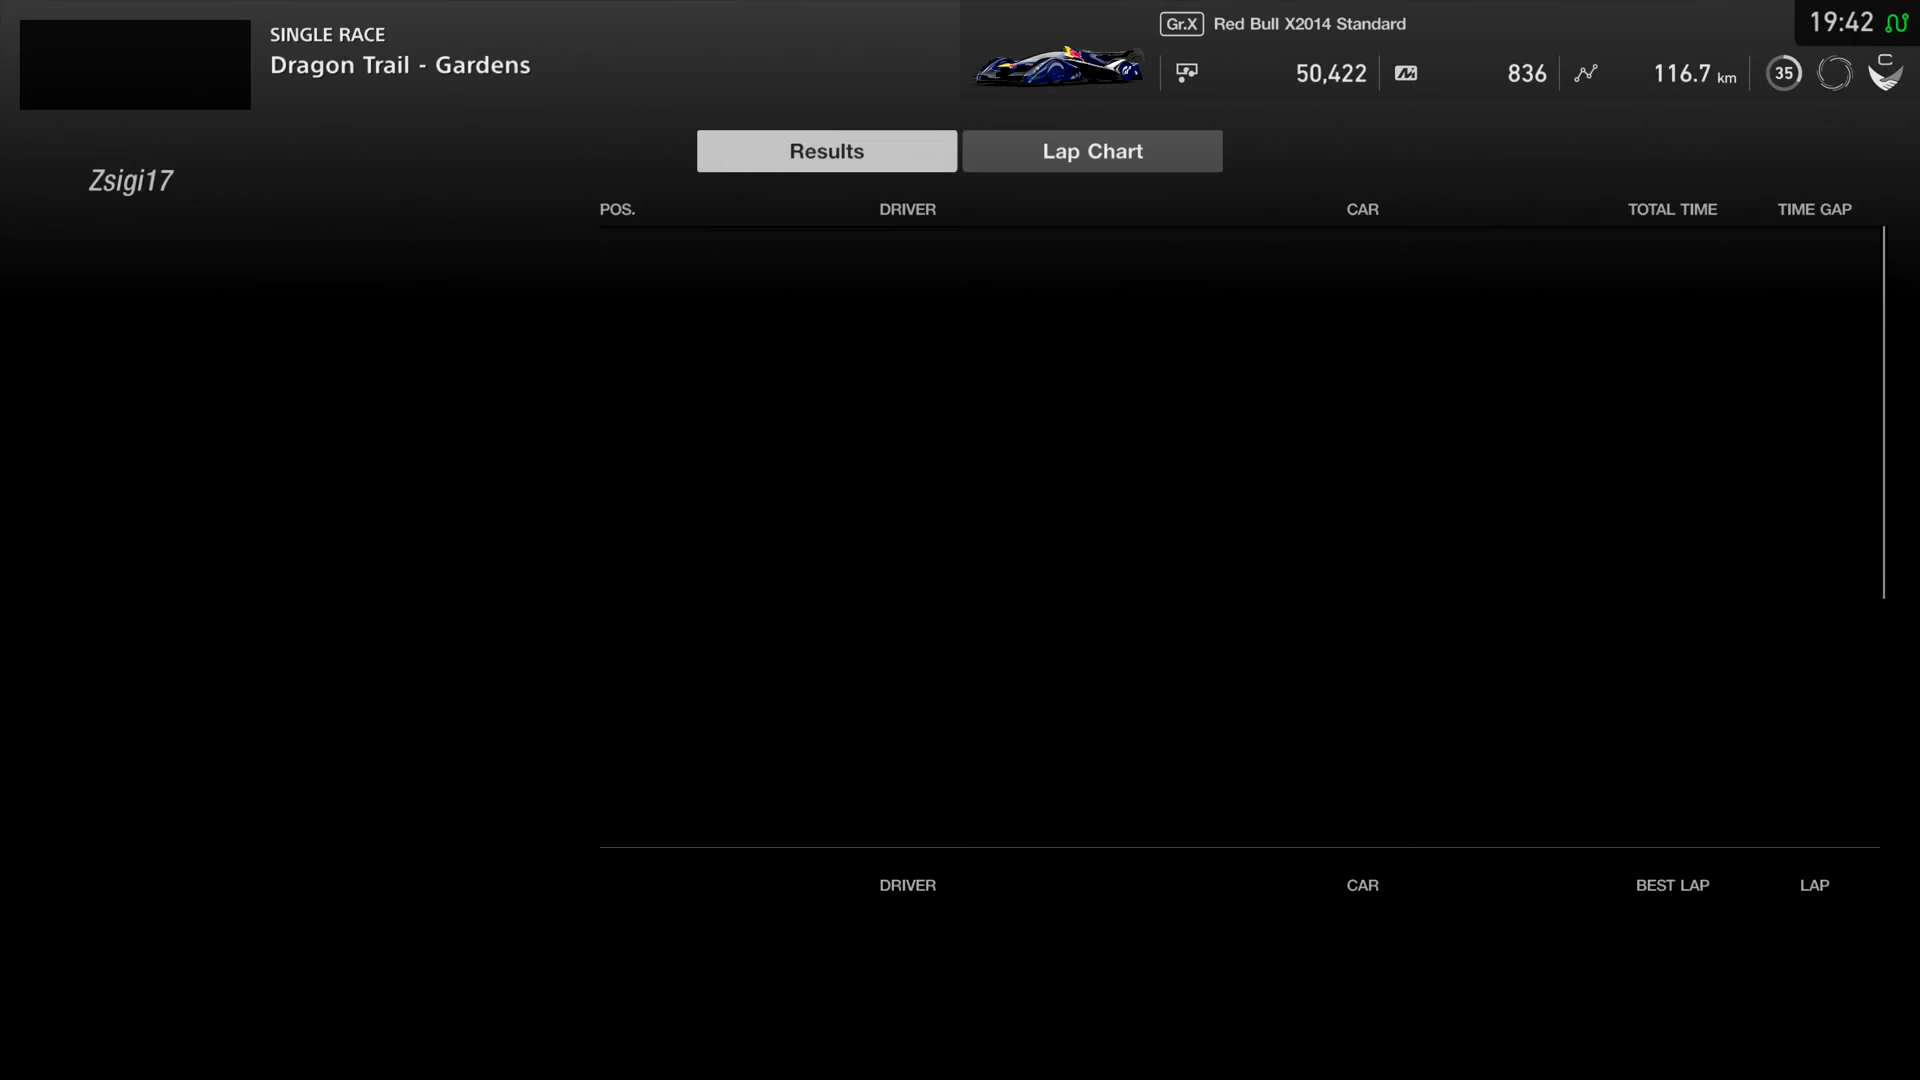 SINGLE RACE
Dragon Trail - Gardens
Gr.X Red Bull X2014 Standard
19:42
50,422
836
116.7 km
35
C
Results
Lap Chart
Zsigi17
POS. DRIVER CAR TOTAL TIME TIME GAP
DRIVER CAR BEST LAP LAP